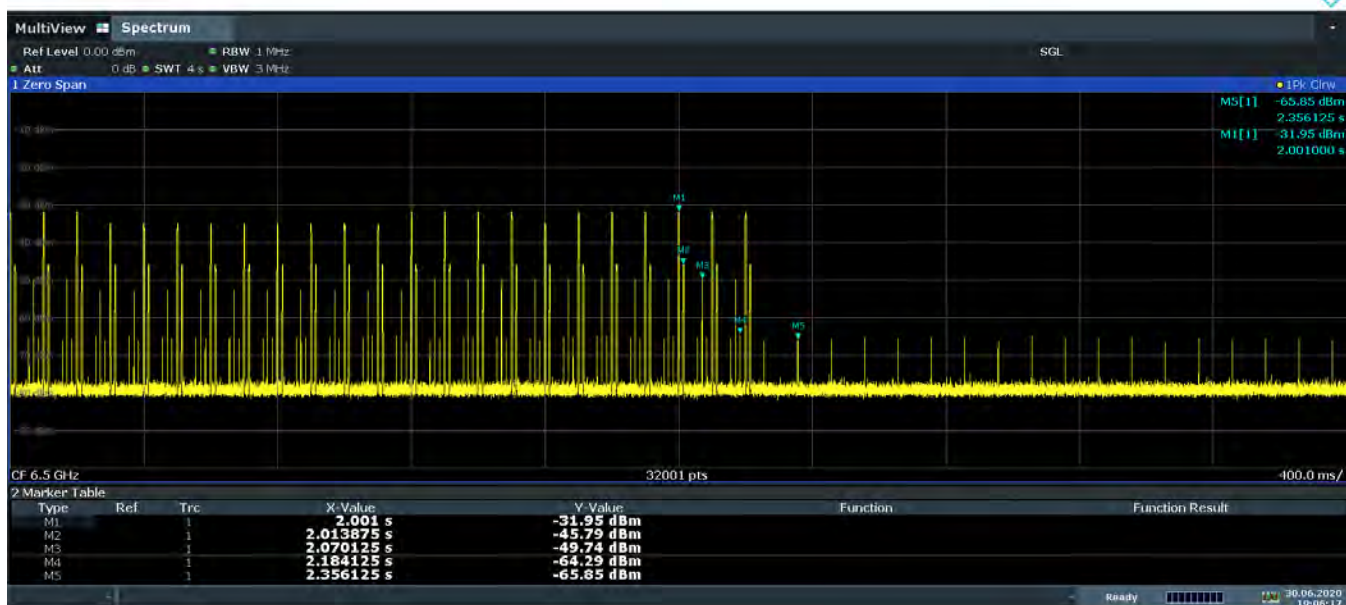 MultiView Spectrum
Ref Level 0.00 dBm RBW 1 MHz SGL
Att 0 dB SWT 4 s VBW 3 MHz
1 Zero Span 1Pk Clrw
M5[1] -65.85 dBm
2.356125 s
M1[1] -31.95 dBm
2.001000 s
M1
M2
M3
M4
M5
CF 6.5 GHz 32001 pts 400.0 ms/
2 Marker Table
Type Ref Trc X-Value Y-Value Function Function Result
M1 1 2.001 s -31.95 dBm
M2 1 2.013875 s -45.79 dBm
M3 1 2.070125 s -49.74 dBm
M4 1 2.184125 s -64.29 dBm
M5 1 2.356125 s -65.85 dBm
Ready 30.06.2020
19:06:17